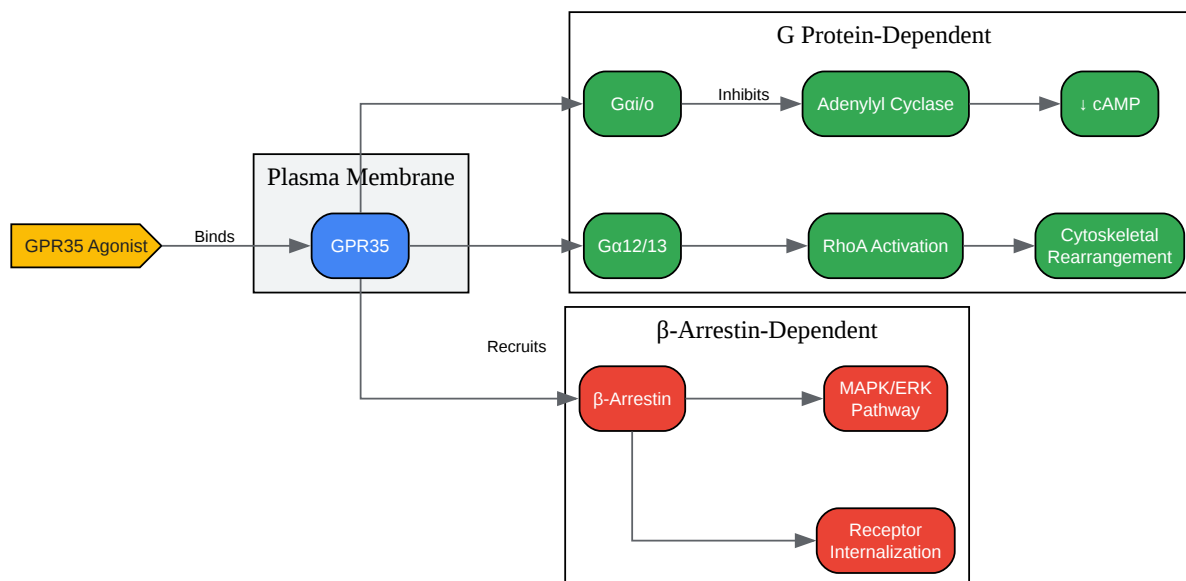 G Protein-Dependent
Gαi/o
Inhibits
Adenylyl Cyclase
↓ cAMP
Plasma Membrane
GPR35 Agonist
Binds
GPR35
Gα12/13
RhoA Activation
Cytoskeletal
Rearrangement
β-Arrestin-Dependent
Recruits
β-Arrestin
MAPK/ERK
Pathway
Receptor
Internalization